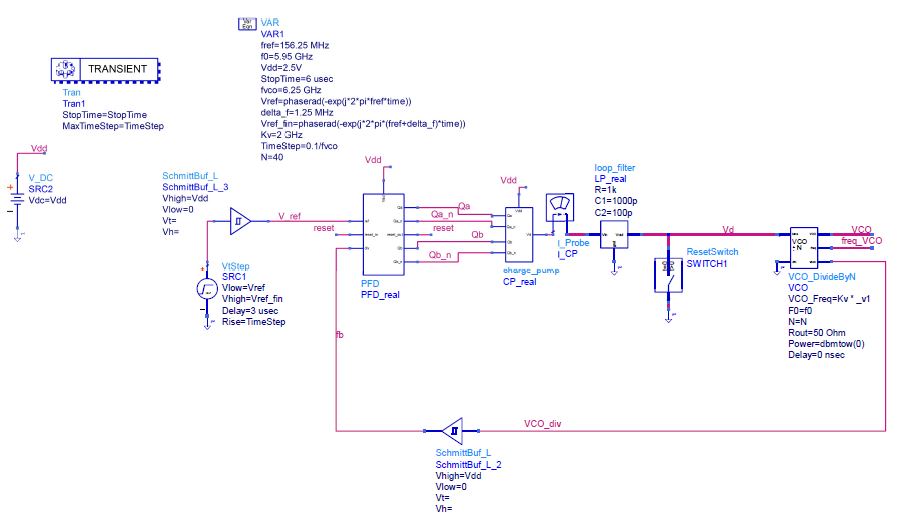 VAR
Var
Eqn
VAR1
fref=156.25 MHz
f0=5.95 GHz
Vdd=2.5V
StopTime=6 usec
fvco=6.25 GHz
Vref=phaserad(-exp(j*2*pi*fref*time))
delta_f=1.25 MHz
Vref_fin=phaserad(-exp(j*2*pi*(fref+delta_f)*time))
Kv=2 GHz
TimeStep=0.1/fvco
N=40
TRANSIENT
Tran
Tran1
StopTime=StopTime
MaxTimeStep=TimeStep
Vdd
V_DC
SRC2
Vdc=Vdd
SchmittBuf_L
SchmittBuf_L_3
Vhigh=Vdd
Vlow=0
Vt=
Vh=
V_ref
reset
VtStep
SRC1
Vlow=Vref
Vhigh=Vref_fin
Delay=3 usec
Rise=TimeStep
Vdd
Qa
Qa_n
reset
Qb
Qb_n
PFD
PFD_real
fb
Vdd
charge_pump
CP_real
I_Probe
I_CP
loop_filter
LP_real
R=1k
C1=1000p
C2=100p
Vd
ResetSwitch
SWITCH1
VCO
÷N
VCO
freq_VCO
VCO_DivideByN
VCO
VCO_Freq=Kv * _v1
F0=f0
N=N
Rout=50 Ohm
Power=dbmtow(0)
Delay=0 nsec
VCO_div
SchmittBuf_L
SchmittBuf_L_2
Vhigh=Vdd
Vlow=0
Vt=
Vh=